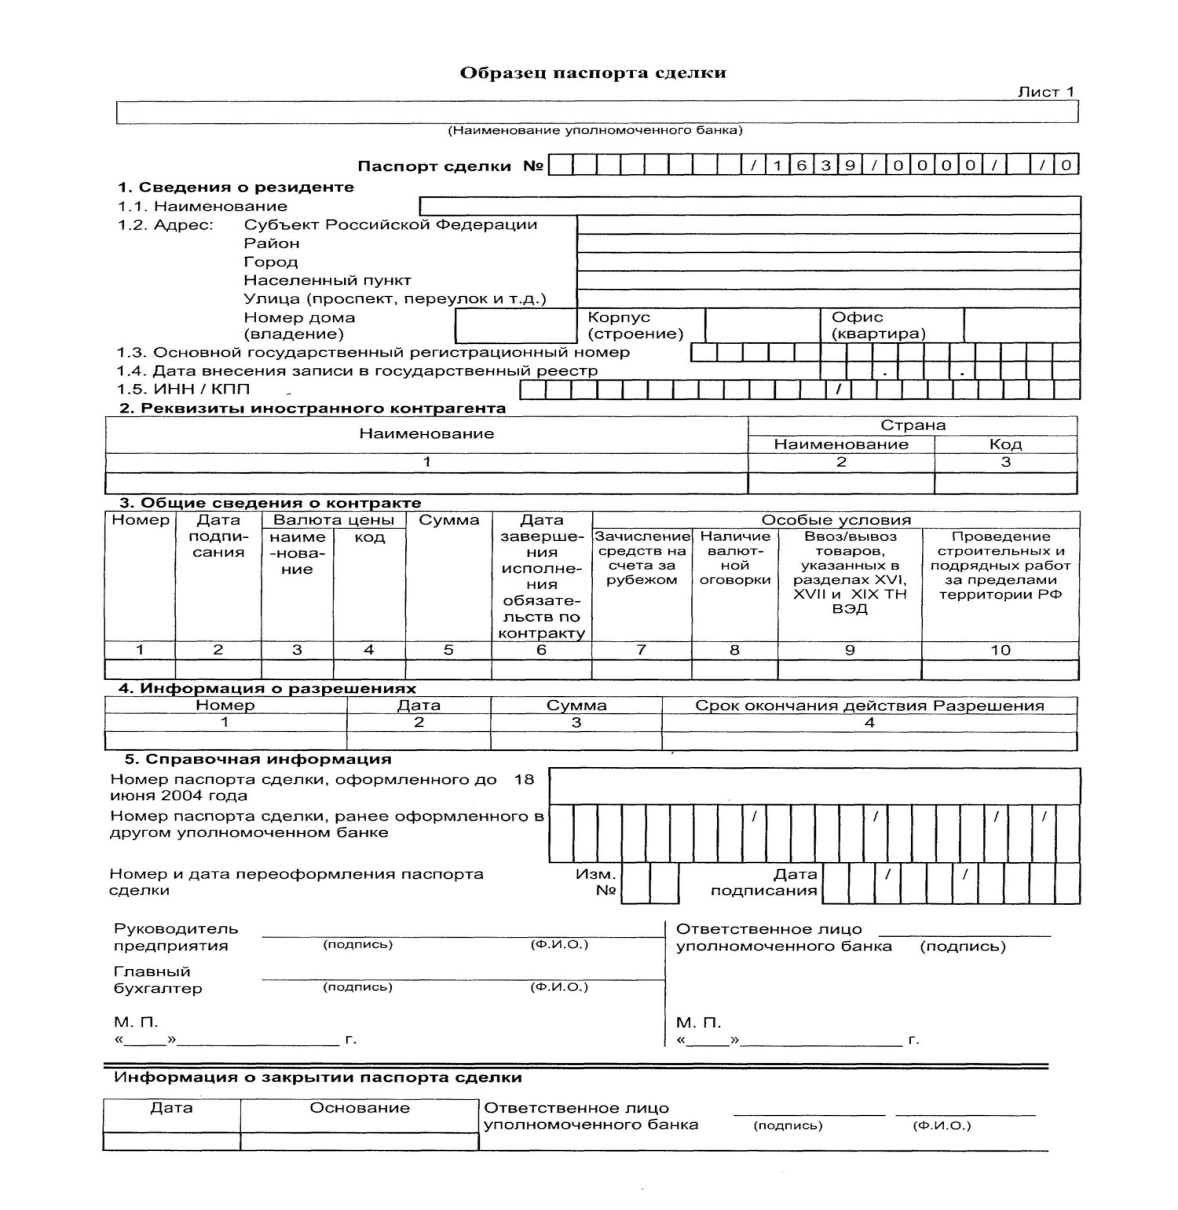 Образец паспорта сделки
Лист 1
(Наименование уполномоченного банка)
Паспорт сделки № /1639/0000/ /0
1. Сведения о резиденте
1.1. Наименование
1.2. Адрес: Субъект Российской Федерации
Район
Город
Населенный пункт
Улица (проспект, переулок и т.д.)
Номер дома Корпус Офис
(владение) (строение) (квартира)
1.3. Основной государственный регистрационный номер
1.4. Дата внесения записи в государственный реестр . .
1.5. ИНН / КПП /
2. Реквизиты иностранного контрагента
Наименование Страна
Наименование Код
1 2 3
3. Общие сведения о контракте
Номер Дата Валюта цены Сумма Дата Особые условия
подпи- наиме код заверше- Зачисление Наличие Ввоз/вывоз Проведение
сания -нова- ния средств на валют- товаров, строительных и
ние исполне- счета за ной указанных в подрядных работ
ния рубежом оговорки разделах XVI, за пределами
обязате- XVII и XIX ТН территории РФ
льств по ВЭД
контракту
1 2 3 4 5 6 7 8 9 10
4. Информация о разрешениях
Номер Дата Сумма Срок окончания действия Разрешения
1 2 3 4
5. Справочная информация
Номер паспорта сделки, оформленного до 18
июня 2004 года
Номер паспорта сделки, ранее оформленного в / / / /
другом уполномоченном банке
Номер и дата переоформления паспорта Изм. Дата / /
сделки № подписания
Руководитель Ответственное лицо
предприятия (подпись) (Ф.И.О.) уполномоченного банка (подпись)
Главный
бухгалтер (подпись) (Ф.И.О.)
М. П. М. П.
«____»__________________ г. «____»__________________ г.
Информация о закрытии паспорта сделки
Дата Основание Ответственное лицо
уполномоченного банка (подпись) (Ф.И.О.)